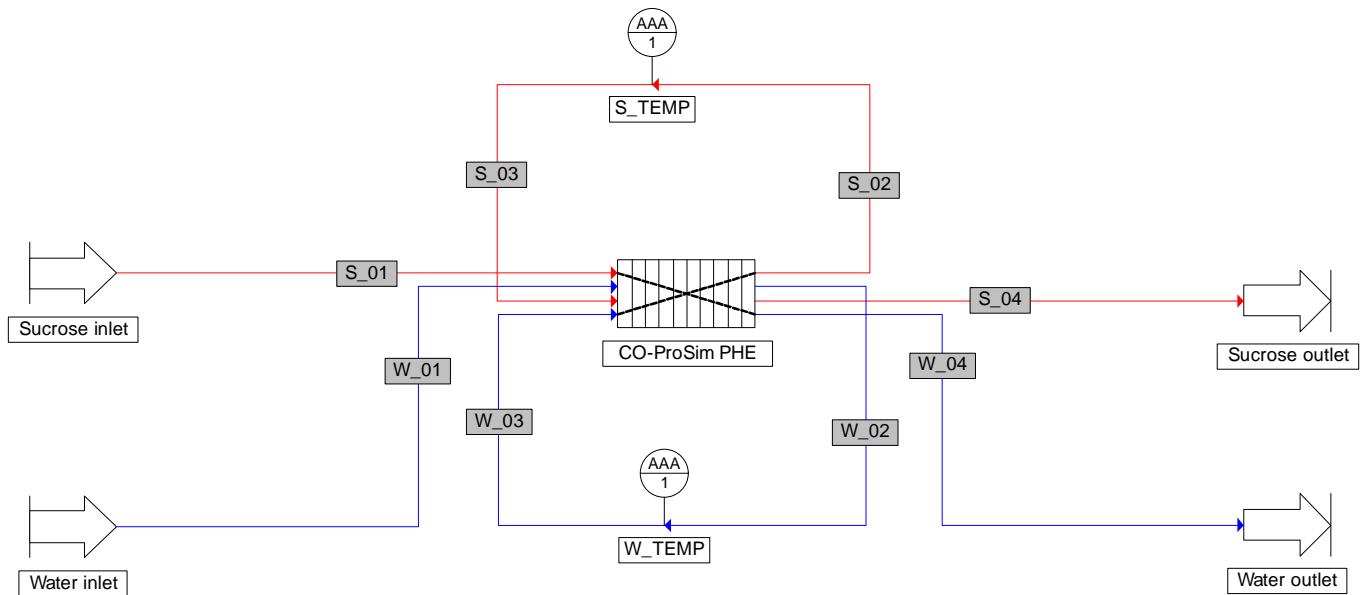 AAA
1
S_TEMP
S_03
S_02
S_01
S_04
Sucrose inlet
CO-ProSim PHE
Sucrose outlet
W_01
W_04
W_03
W_02
AAA
1
W_TEMP
Water inlet
Water outlet